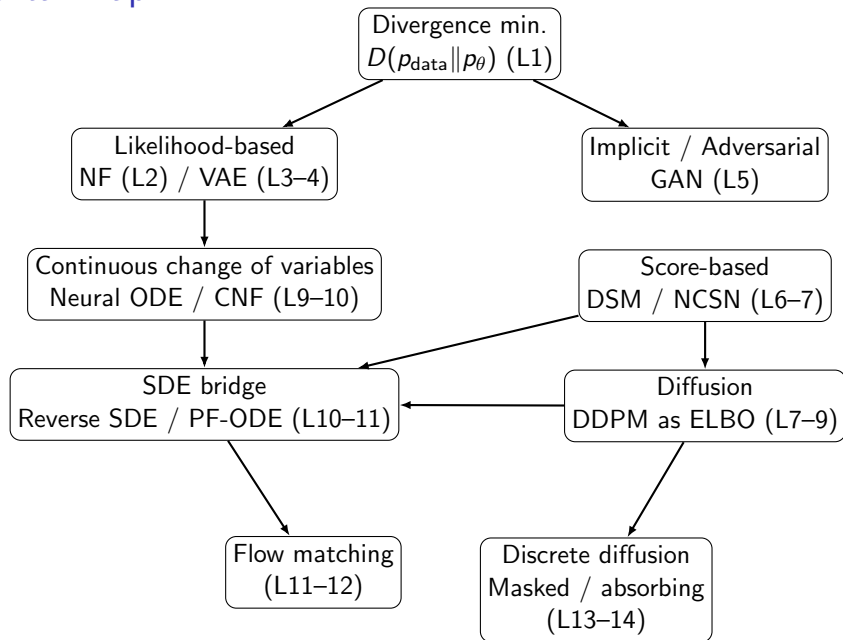 Divergence min.
D(p_data‖p_θ) (L1)
Likelihood-based
NF (L2) / VAE (L3–4)
Implicit / Adversarial
GAN (L5)
Continuous change of variables
Neural ODE / CNF (L9–10)
Score-based
DSM / NCSN (L6–7)
SDE bridge
Reverse SDE / PF-ODE (L10–11)
Diffusion
DDPM as ELBO (L7–9)
Flow matching
(L11–12)
Discrete diffusion
Masked / absorbing
(L13–14)